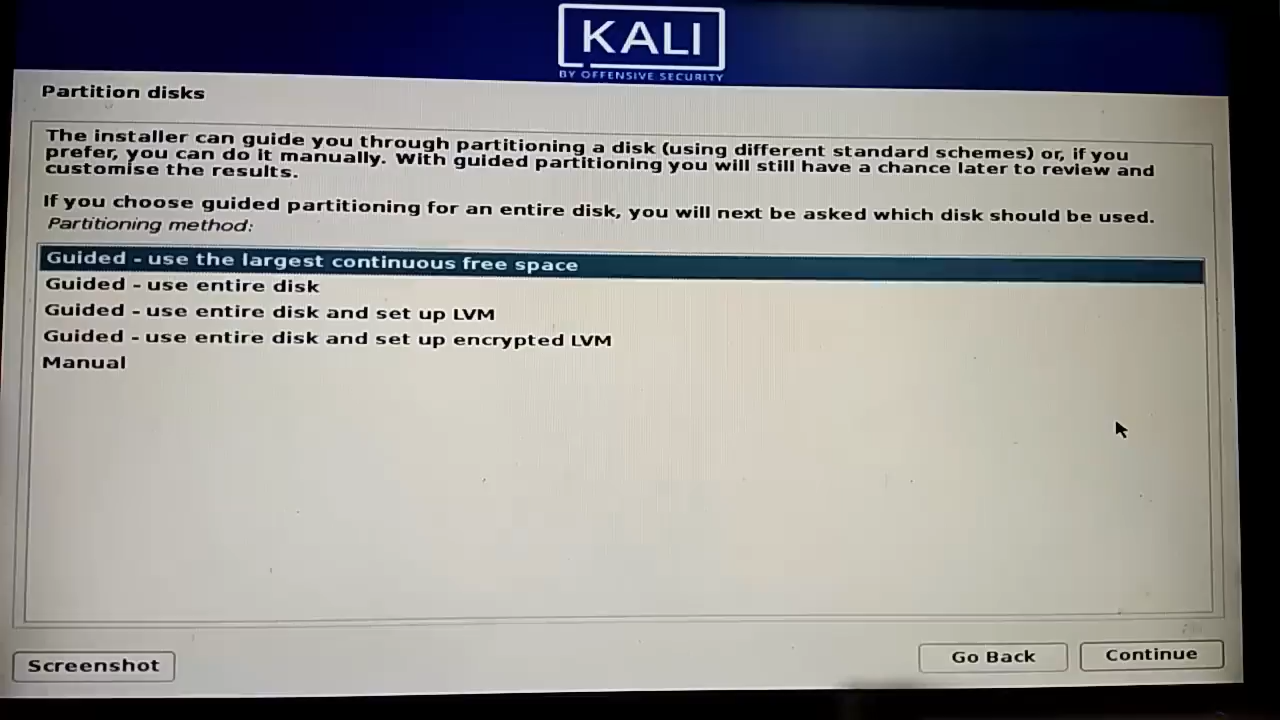 KALI
BY OFFENSIVE SECURITY
Partition disks
The installer can guide you through partitioning a disk (using different standard schemes) or, if you
prefer, you can do it manually. With guided partitioning you will still have a chance later to review and
customise the results.
If you choose guided partitioning for an entire disk, you will next be asked which disk should be used.
Partitioning method:
Guided - use the largest continuous free space
Guided - use entire disk
Guided - use entire disk and set up LVM
Guided - use entire disk and set up encrypted LVM
Manual
Screenshot
Go Back
Continue